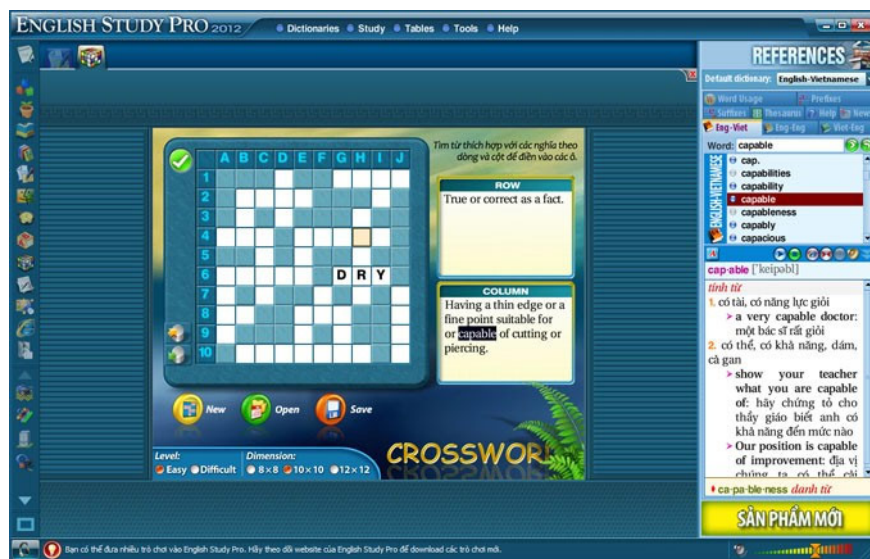 ENGLISH STUDY PRO 2012
Dictionaries Study Tables Tools Help
REFERENCES
Default dictionary: English-Vietnamese
Word Usage Prefixes
Suffixes Thesaurus Help New
Eng-Viet Eng-Eng Viet-Eng
Word: capable
ENGLISH-VIETNAMESE
cap.
capabilities
capability
capable
capableness
capably
capacious
cap·able ['keipəbl]
tính từ
1. có tài, có năng lực giỏi
a very capable doctor:
một bác sĩ rất giỏi
2. có thể, có khả năng, dám,
cả gan
show your teacher
what you are capable
of: hãy chứng tỏ cho
thầy giáo biết anh có
khả năng đến mức nào
Our position is capable
of improvement: địa vị
chúng ta có thể cải
ca·pa·ble·ness danh từ
SẢN PHẨM MỚI
Tìm từ thích hợp với các nghĩa theo
dòng và cột để điền vào các ô.
A B C D E F G H I J
1
2
3
4
5
6 D R Y
7
8
9
10
ROW
True or correct as a fact.
COLUMN
Having a thin edge or a
fine point suitable for
or capable of cutting or
piercing.
New Open Save
Level: Dimension:
Easy Difficult 8×8 10×10 12×12
CROSSWOR
Bạn có thể đưa nhiều trò chơi vào English Study Pro. Hãy theo dõi website của English Study Pro để download các trò chơi mới.